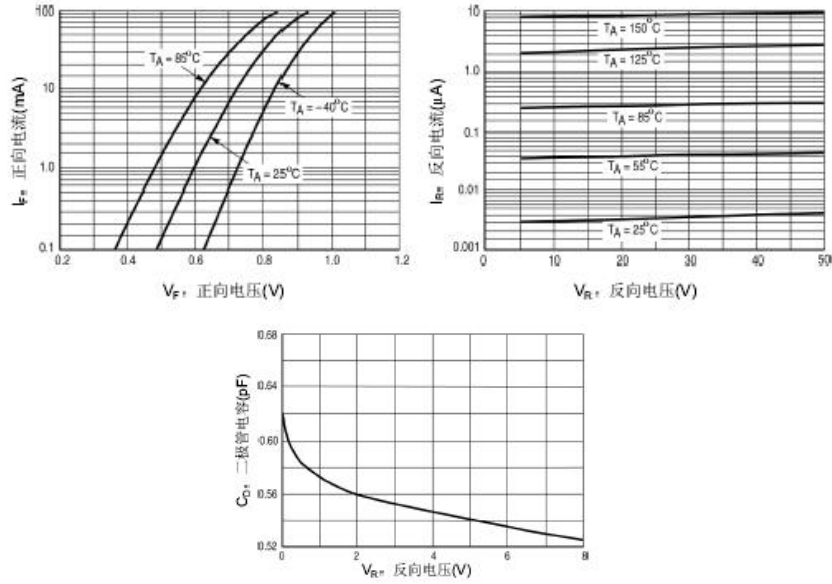 100
10
1.0
0.1
0.2
0.4
0.6
0.8
1.0
1.2
T_A = 85°C
T_A = -40°C
T_A = 25°C
I_F, 正向电流(mA)
V_F, 正向电压(V)
10
1.0
0.1
0.01
0.001
0
10
20
30
40
50
T_A = 150°C
T_A = 125°C
T_A = 85°C
T_A = 55°C
T_A = 25°C
I_R, 反向电流(μA)
V_R, 反向电压(V)
0.68
0.64
0.60
0.56
0.52
0
2
4
6
8
C_D, 二极管电容(pF)
V_R, 反向电压(V)